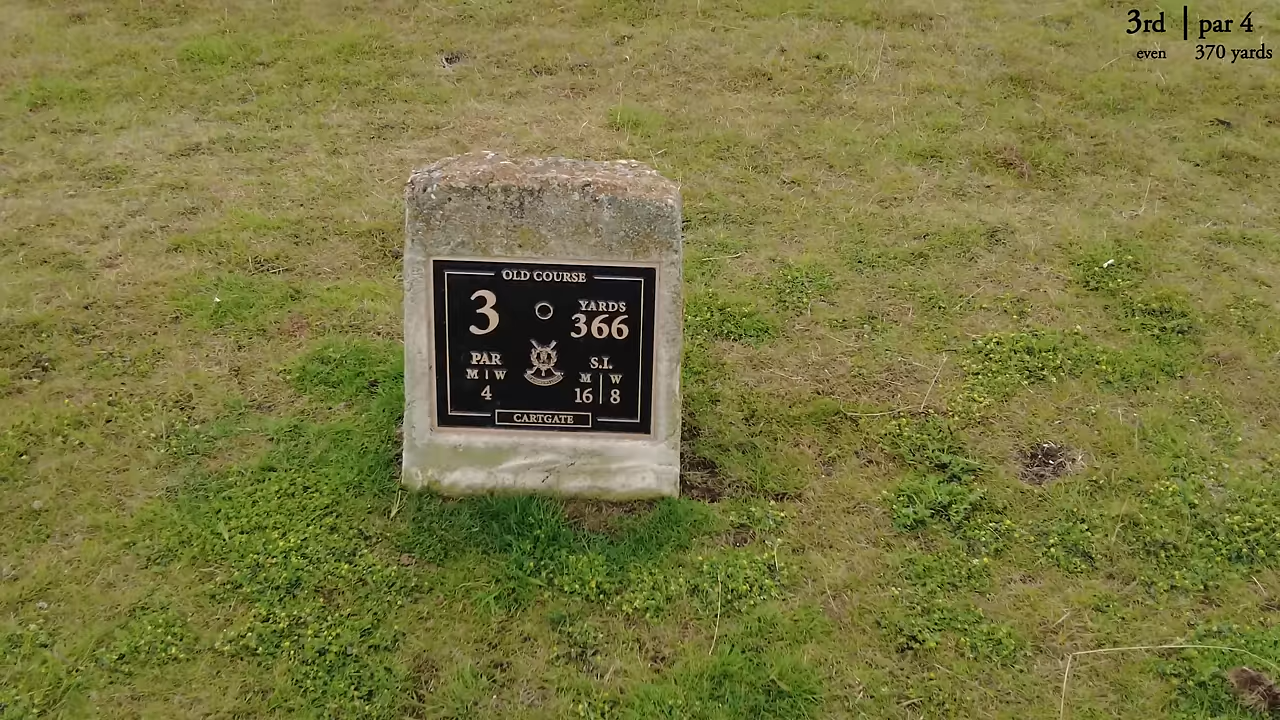 3rd | par 4
even 370 yards
OLD COURSE
3
YARDS
366
PAR
M | W
4
S.I.
M | W
16 | 8
CARTGATE